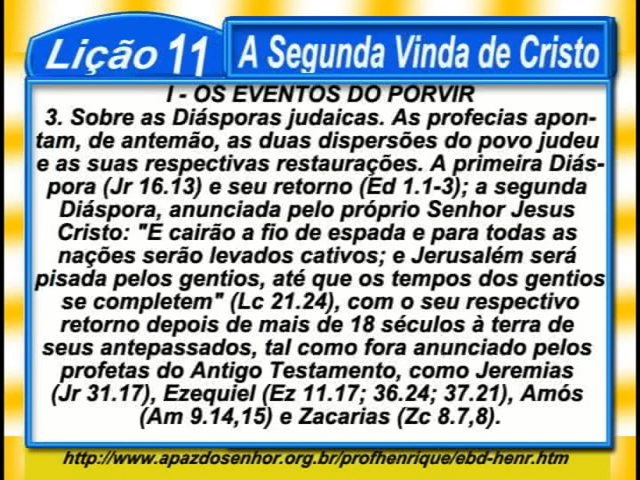 Lição 11
A Segunda Vinda de Cristo
I - OS EVENTOS DO PORVIR
3. Sobre as Diásporas judaicas. As profecias apon-
tam, de antemão, as duas dispersões do povo judeu
e as suas respectivas restaurações. A primeira Diás-
pora (Jr 16.13) e seu retorno (Ed 1.1-3); a segunda
Diáspora, anunciada pelo próprio Senhor Jesus
Cristo: "E cairão a fio de espada e para todas as
nações serão levados cativos; e Jerusalém será
pisada pelos gentios, até que os tempos dos gentios
se completem" (Lc 21.24), com o seu respectivo
retorno depois de mais de 18 séculos à terra de
seus antepassados, tal como fora anunciado pelos
profetas do Antigo Testamento, como Jeremias
(Jr 31.17), Ezequiel (Ez 11.17; 36.24; 37.21), Amós
(Am 9.14,15) e Zacarias (Zc 8.7,8).
http://www.apazdosenhor.org.br/profhenrique/ebd-henr.htm